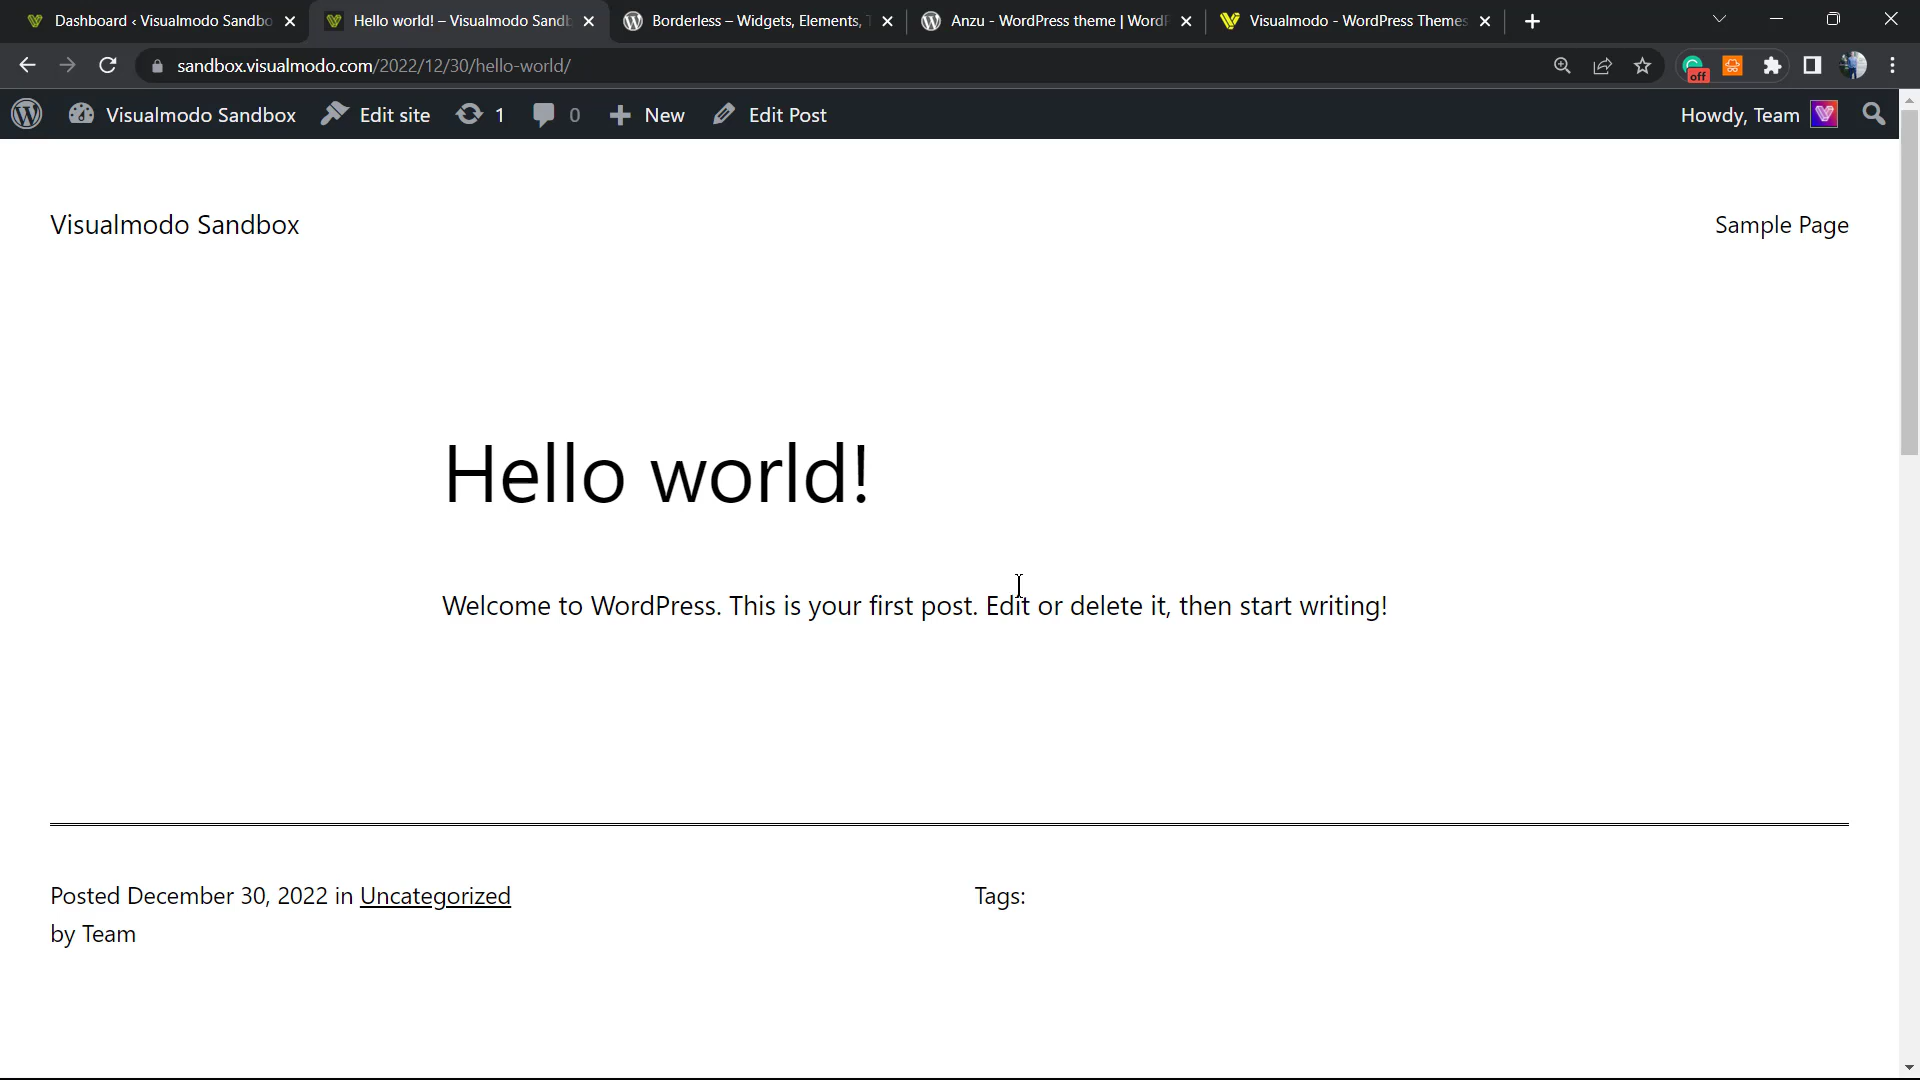 Dashboard ‹ Visualmodo Sandbo
Hello world! – Visualmodo Sandb
Borderless – Widgets, Elements,
Anzu - WordPress theme | WordP
Visualmodo - WordPress Themes
sandbox.visualmodo.com/2022/12/30/hello-world/
off
Visualmodo Sandbox
Edit site
1
0
New
Edit Post
Howdy, Team
Visualmodo Sandbox
Sample Page
Hello world!
Welcome to WordPress. This is your first post. Edit or delete it, then start writing!
Posted December 30, 2022 in Uncategorized
by Team
Tags: